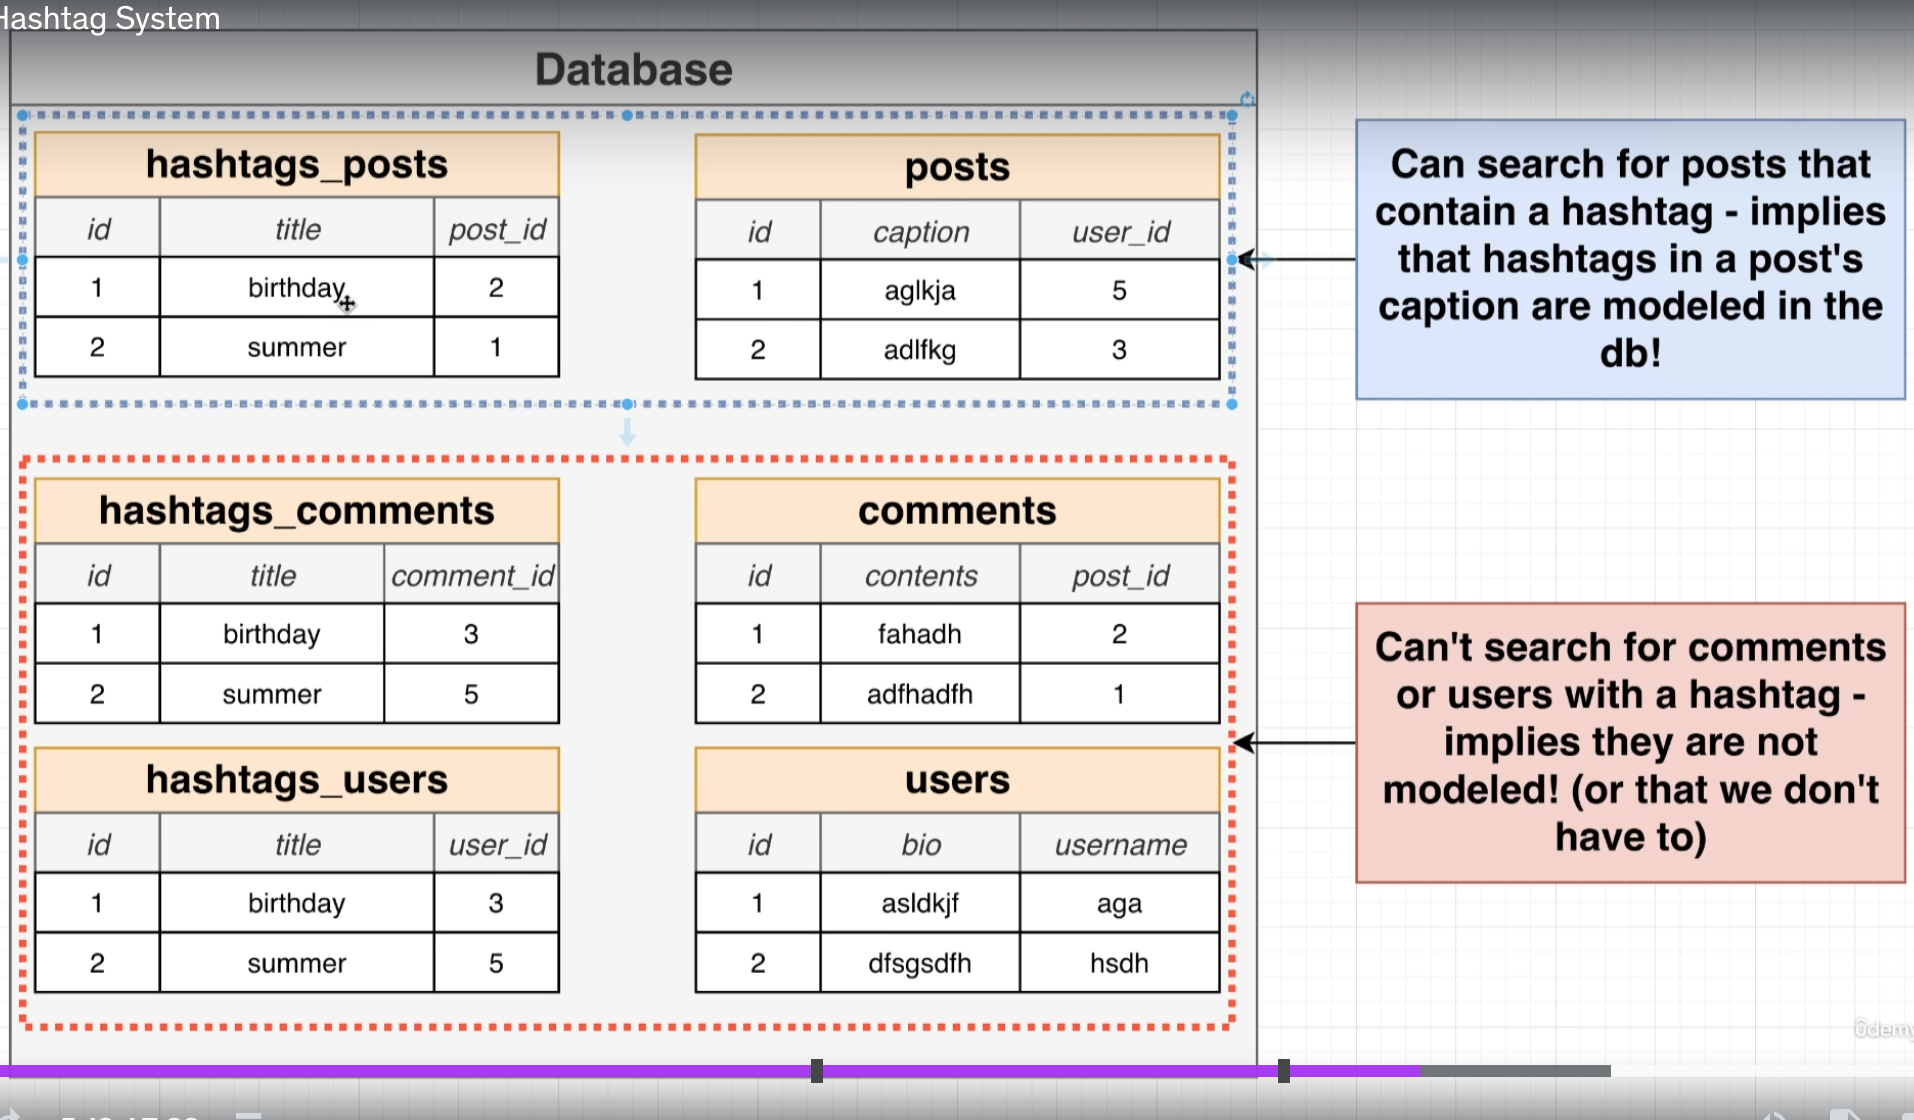 Hashtag System
Database
hashtags_posts
id title post_id
1 birthday 2
2 summer 1
posts
id caption user_id
1 aglkja 5
2 adlfkg 3
Can search for posts that
contain a hashtag - implies
that hashtags in a post's
caption are modeled in the
db!
hashtags_comments
id title comment_id
1 birthday 3
2 summer 5
comments
id contents post_id
1 fahadh 2
2 adfhadfh 1
hashtags_users
id title user_id
1 birthday 3
2 summer 5
users
id bio username
1 asldkjf aga
2 dfsgsdfh hsdh
Can't search for comments
or users with a hashtag -
implies they are not
modeled! (or that we don't
have to)
ûdemy